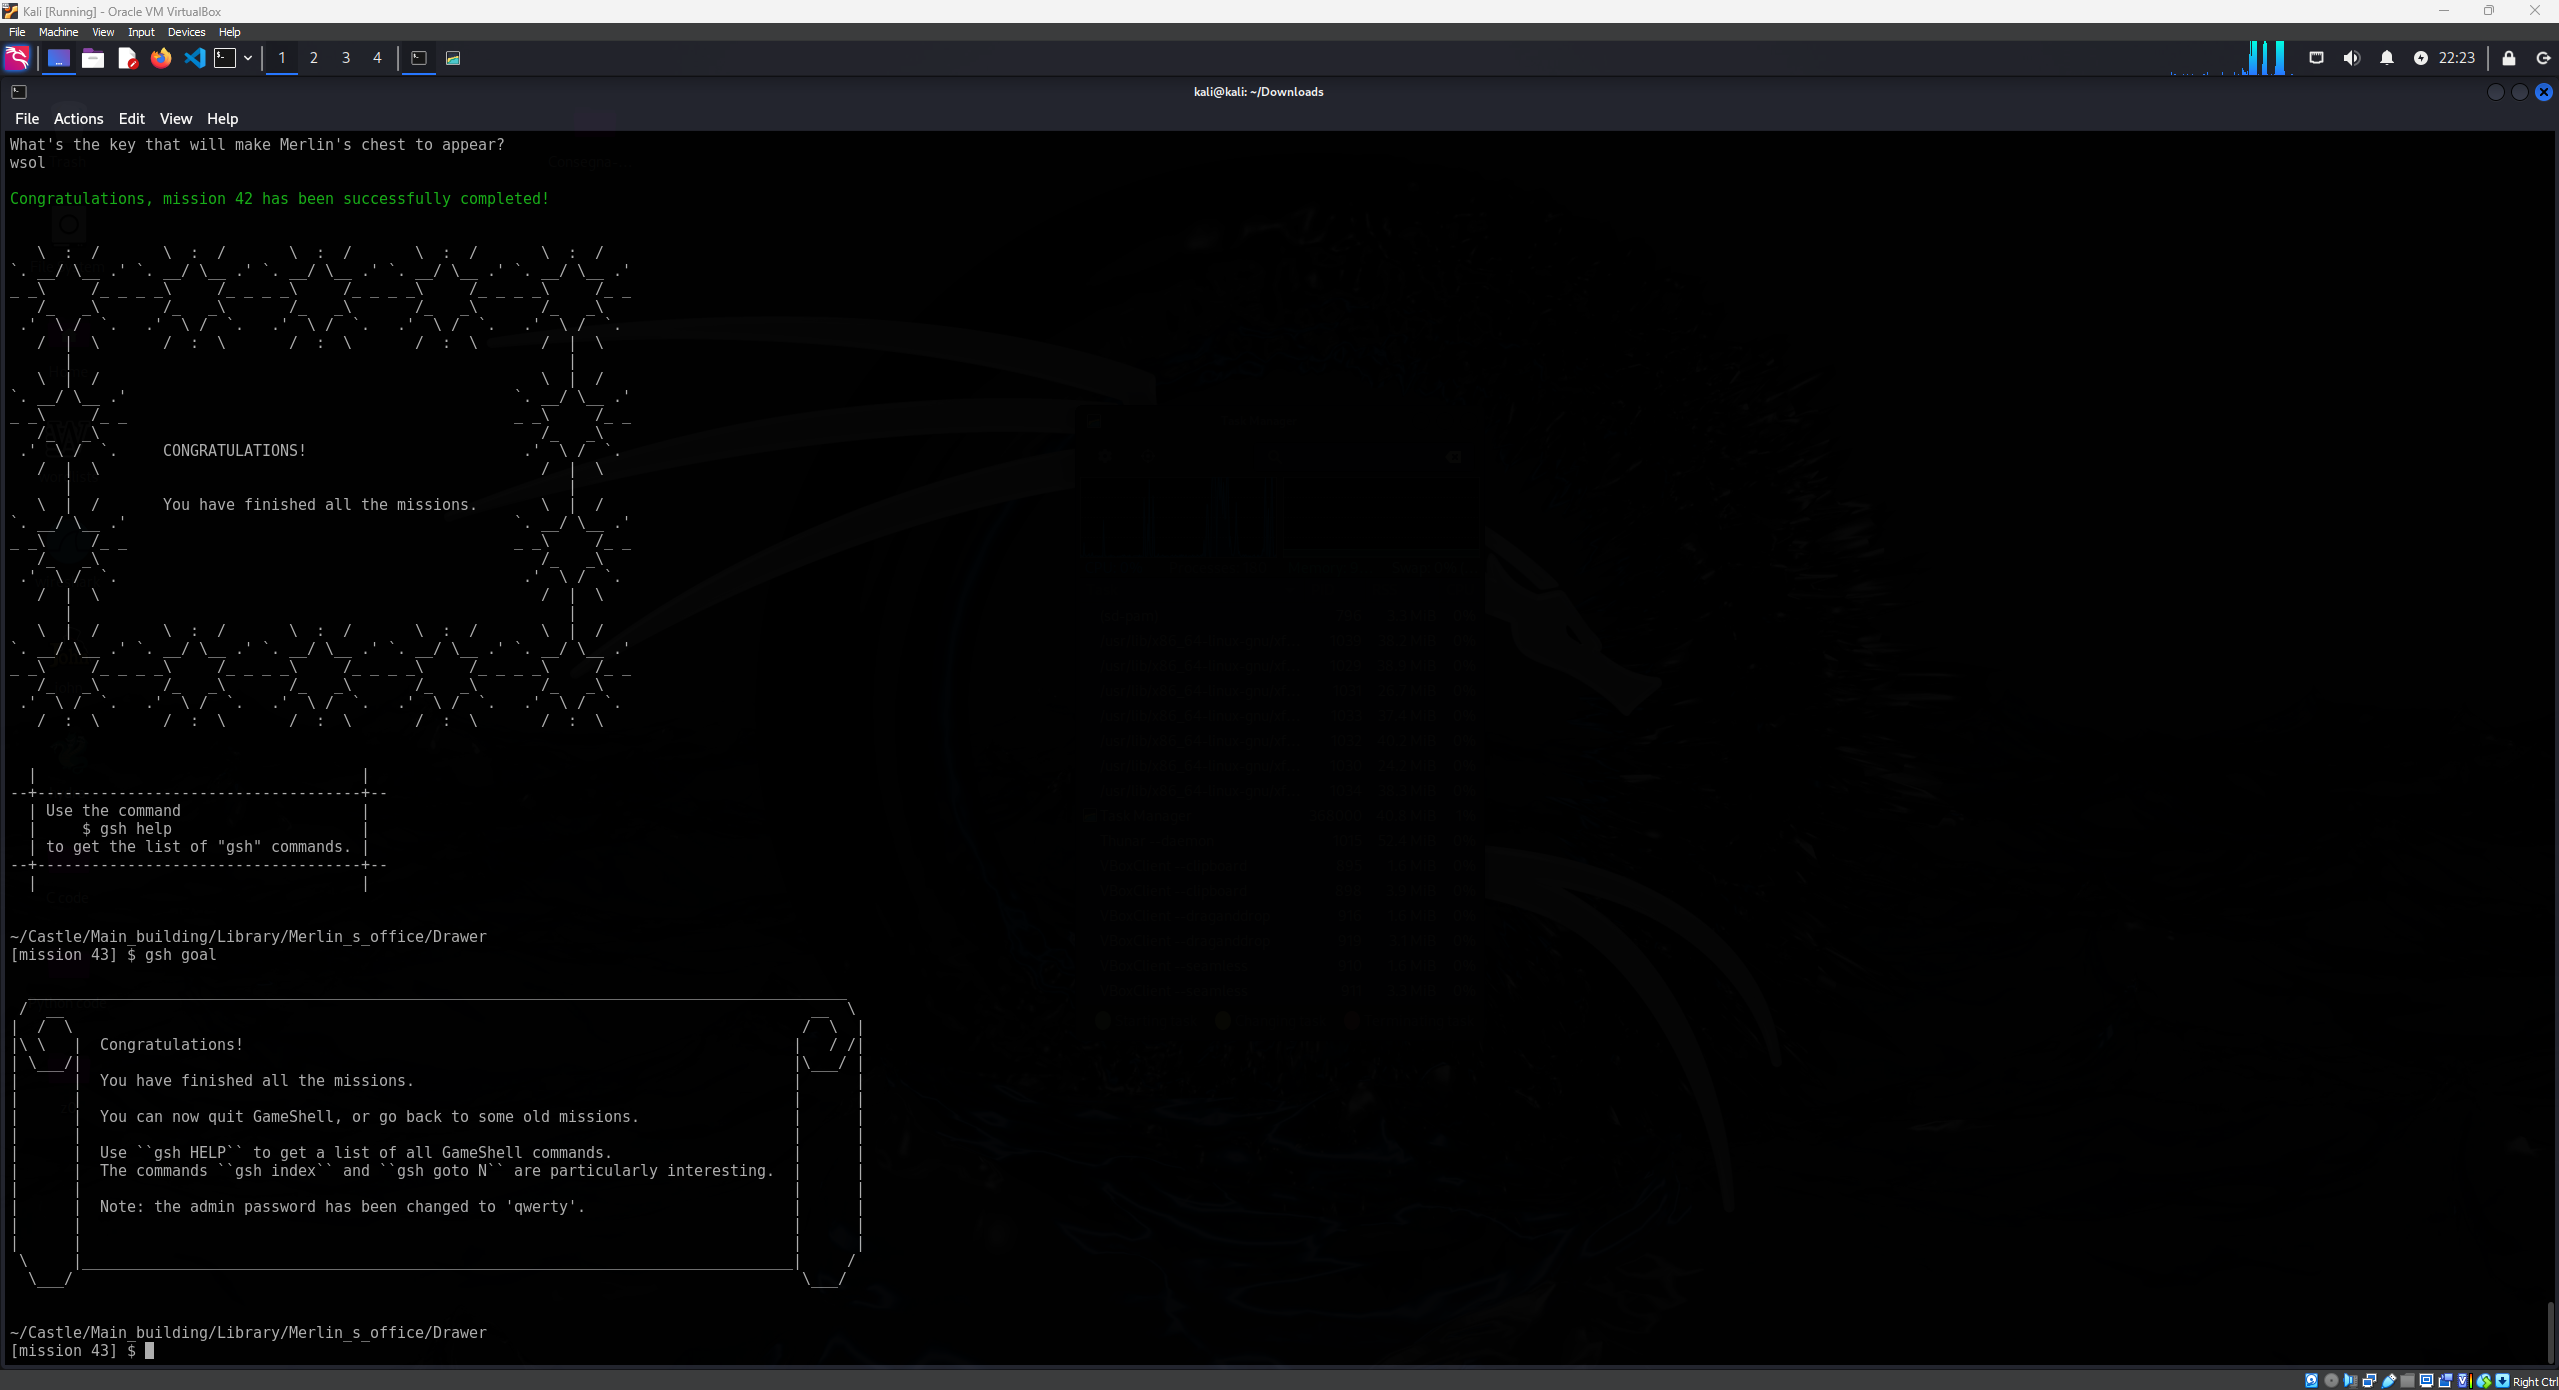 Kali [Running] - Oracle VM VirtualBox
File Machine View Input Devices Help
1 2 3 4
22:23
kali@kali: ~/Downloads
File Actions Edit View Help
What's the key that will make Merlin's chest to appear?
wsol
Congratulations, mission 42 has been successfully completed!
CONGRATULATIONS!
You have finished all the missions.
Use the command
$ gsh help
to get the list of "gsh" commands.
~/Castle/Main_building/Library/Merlin_s_office/Drawer
[mission 43] $ gsh goal
Congratulations!
You have finished all the missions.
You can now quit GameShell, or go back to some old missions.
Use ``gsh HELP`` to get a list of all GameShell commands.
The commands ``gsh index`` and ``gsh goto N`` are particularly interesting.
Note: the admin password has been changed to 'qwerty'.
~/Castle/Main_building/Library/Merlin_s_office/Drawer
[mission 43] $
Right Ctrl